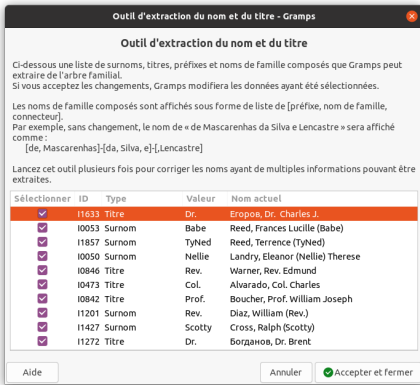 Outil d'extraction du nom et du titre - Gramps
Outil d'extraction du nom et du titre
Ci-dessous une liste de surnoms, titres, préfixes et noms de famille composés que Gramps peut
extraire de l'arbre familial.
Si vous acceptez les changements, Gramps modifiera les données ayant été sélectionnées.
Les noms de famille composés sont affichés sous forme de liste de [préfixe, nom de famille,
connecteur].
Par exemple, sans changement, le nom de « de Mascarenhas da Silva e Lencastre » sera affiché
comme :
[de, Mascarenhas]-[da, Silva, e]-[,Lencastre]
Lancez cet outil plusieurs fois pour corriger les noms ayant de multiples informations pouvant être
extraites.
Sélectionner ID Type Valeur Nom actuel
I1633 Titre Dr. Егоров, Dr. Charles J.
I0053 Surnom Babe Reed, Frances Lucille (Babe)
I1857 Surnom TyNed Reed, Terrence (TyNed)
I0050 Surnom Nellie Landry, Eleanor (Nellie) Therese
I0846 Titre Rev. Warner, Rev. Edmund
I0473 Titre Col. Alvarado, Col. Charles
I0842 Titre Prof. Boucher, Prof. William Joseph
I1201 Surnom Rev. Diaz, William (Rev.)
I1427 Surnom Scotty Cross, Ralph (Scotty)
I1272 Titre Dr. Богданов, Dr. Brent
Aide Annuler Accepter et fermer